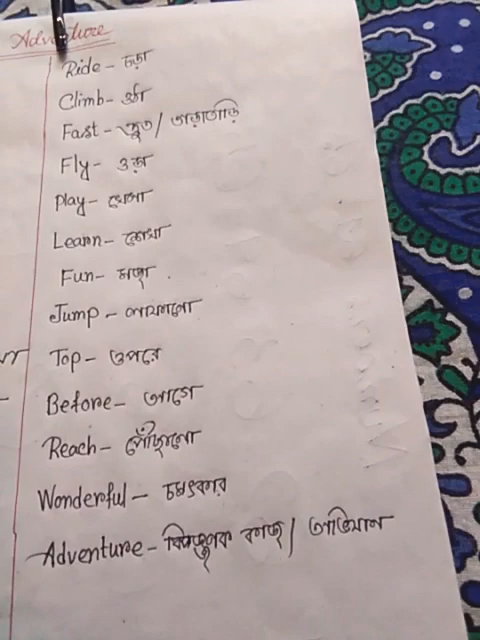 Adventure
Ride - চড়া
Climb - ওঠা
Fast - দ্রুত / তাড়াতাড়ি
Fly - ওড়া
Play - খেলা
Learn - শেখা
Fun - মজা
Jump - লাফানো
Top - ওপরে
Before - আগে
Reach - পৌঁছানো
Wonderful - চমৎকার
Adventure - বিপজ্জনক কাজ / অভিযান